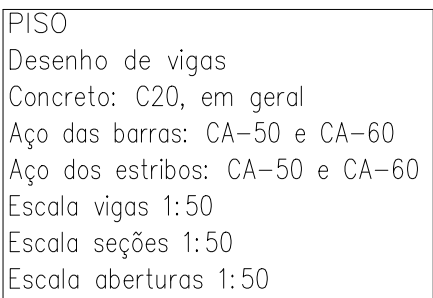 PISO
Desenho de vigas
Concreto: C20, em geral
Aço das barras: CA-50 e CA-60
Aço dos estribos: CA-50 e CA-60
Escala vigas 1:50
Escala seções 1:50
Escala aberturas 1:50